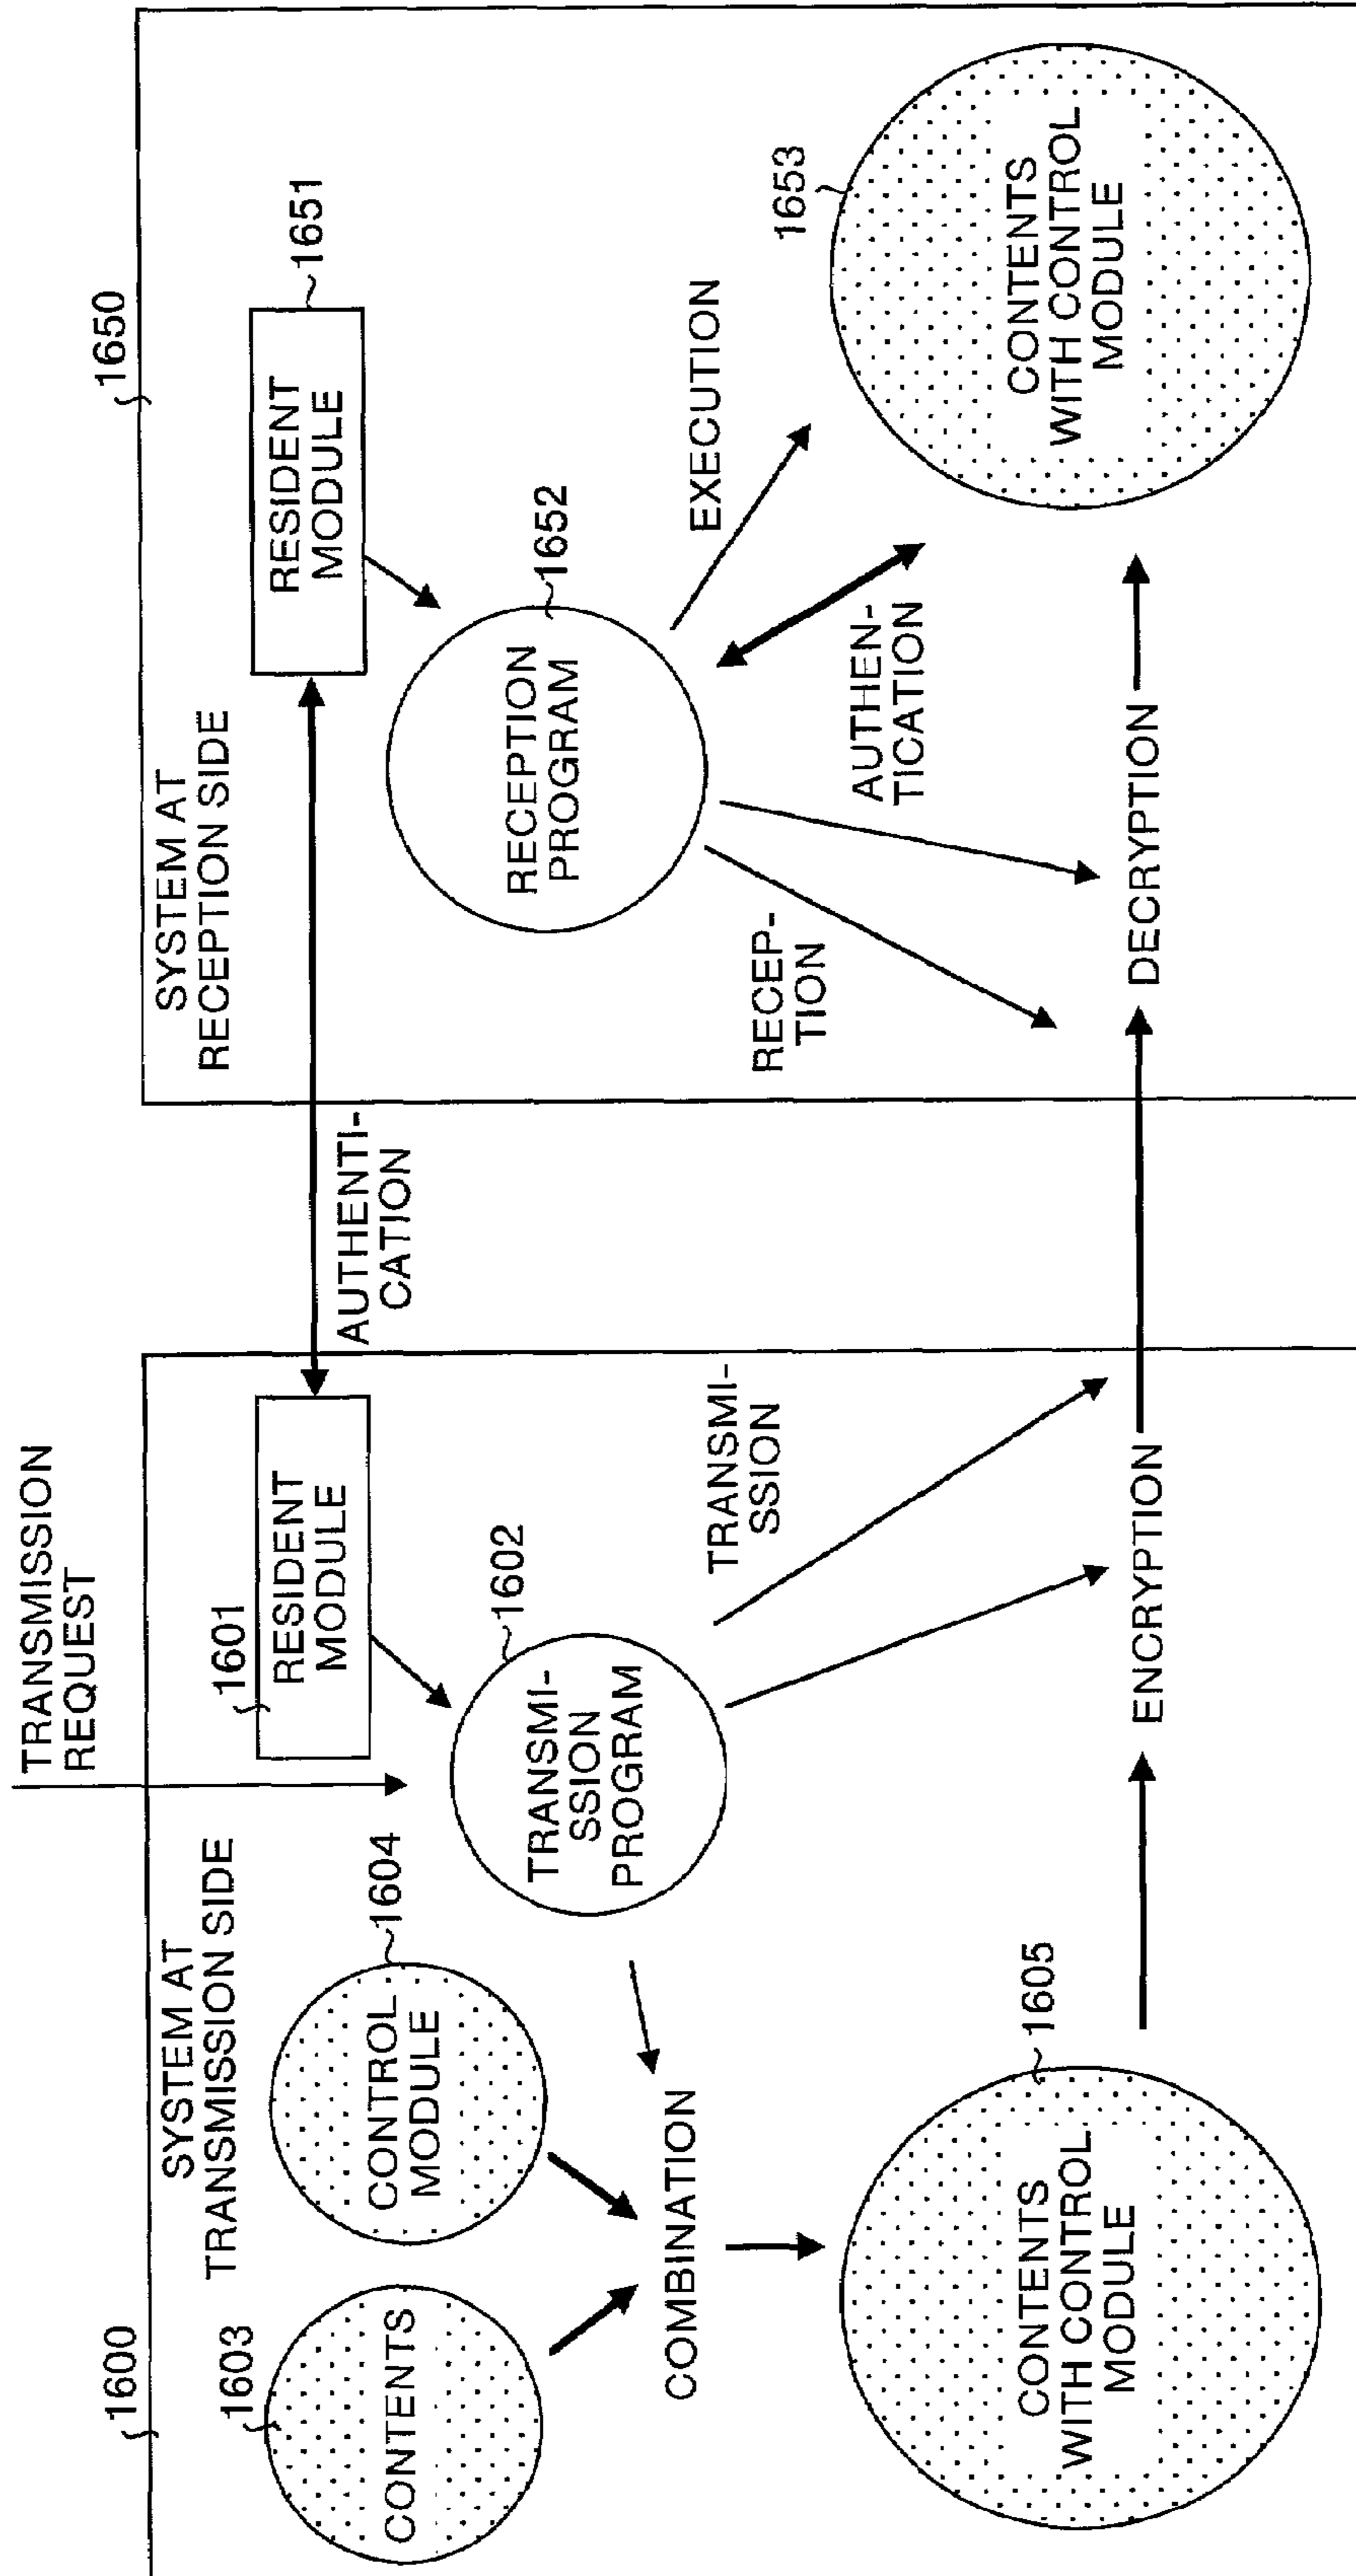 TRANSMISSION
REQUEST
1600
SYSTEM AT
TRANSMISSION SIDE
1603
CONTENTS
1604
CONTROL
MODULE
1601
RESIDENT
MODULE
1602
TRANSMI-
SSION
PROGRAM
COMBINATION
TRANSMI-
SSION
1605
CONTENTS
WITH CONTROL
MODULE
ENCRYPTION
AUTHENTI-
CATION
1650
SYSTEM AT
RECEPTION SIDE
1651
RESIDENT
MODULE
1652
RECEPTION
PROGRAM
RECEP-
TION
AUTHEN-
TICATION
EXECUTION
1653
CONTENTS
WITH CONTROL
MODULE
DECRYPTION